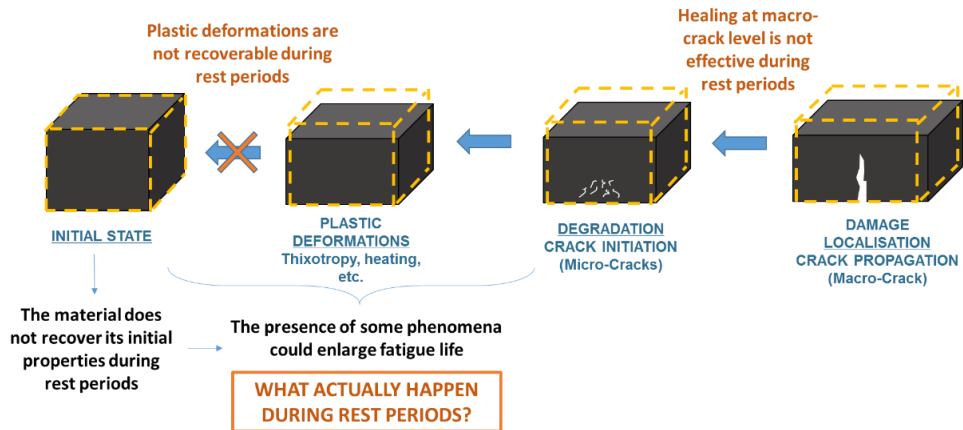 Plastic deformations are
not recoverable during
rest periods
Healing at macro-
crack level is not
effective during
rest periods
INITIAL STATE
PLASTIC
DEFORMATIONS
Thixotropy, heating,
etc.
DEGRADATION
CRACK INITIATION
(Micro-Cracks)
DAMAGE
LOCALISATION
CRACK PROPAGATION
(Macro-Crack)
The material does
not recover its initial
properties during
rest periods
The presence of some phenomena
could enlarge fatigue life
WHAT ACTUALLY HAPPEN
DURING REST PERIODS?